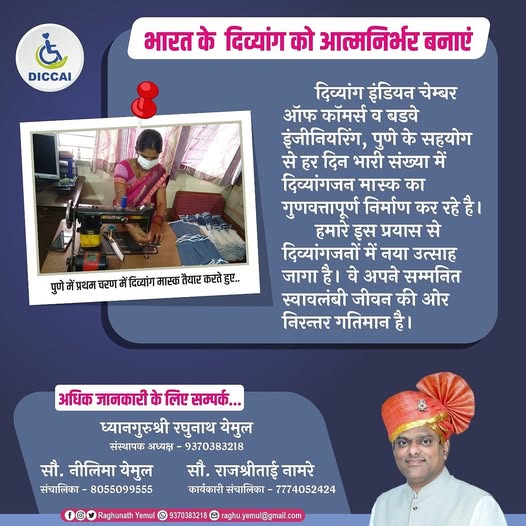 DICCAI
भारत के दिव्यांग को आत्मनिर्भर बनाएं
दिव्यांग इंडियन चेम्बर
ऑफ कॉमर्स व बडवे
इंजीनियरिंग, पुणे के सहयोग
से हर दिन भारी संख्या में
दिव्यांगजन मास्क का
गुणवत्तापूर्ण निर्माण कर रहे है।
हमारे इस प्रयास से
दिव्यांगजनों में नया उत्साह
जागा है। वे अपने सम्मनित
स्वावलंबी जीवन की ओर
निरन्तर गतिमान है।
पुणे में प्रथम चरण में दिव्यांग मास्क तैयार करते हुए..
अधिक जानकारी के लिए सम्पर्क...
ध्यानगुरुश्री रघुनाथ येमुल
संस्थापक अध्यक्ष - 9370383218
सौ. नीलिमा येमुल
संचालिका - 8055099555
सौ. राजश्रीताई नामरे
कार्यकारी संचालिका - 7774052424
Raghunath Yemul 9370383218 raghu.yemul@gmail.com